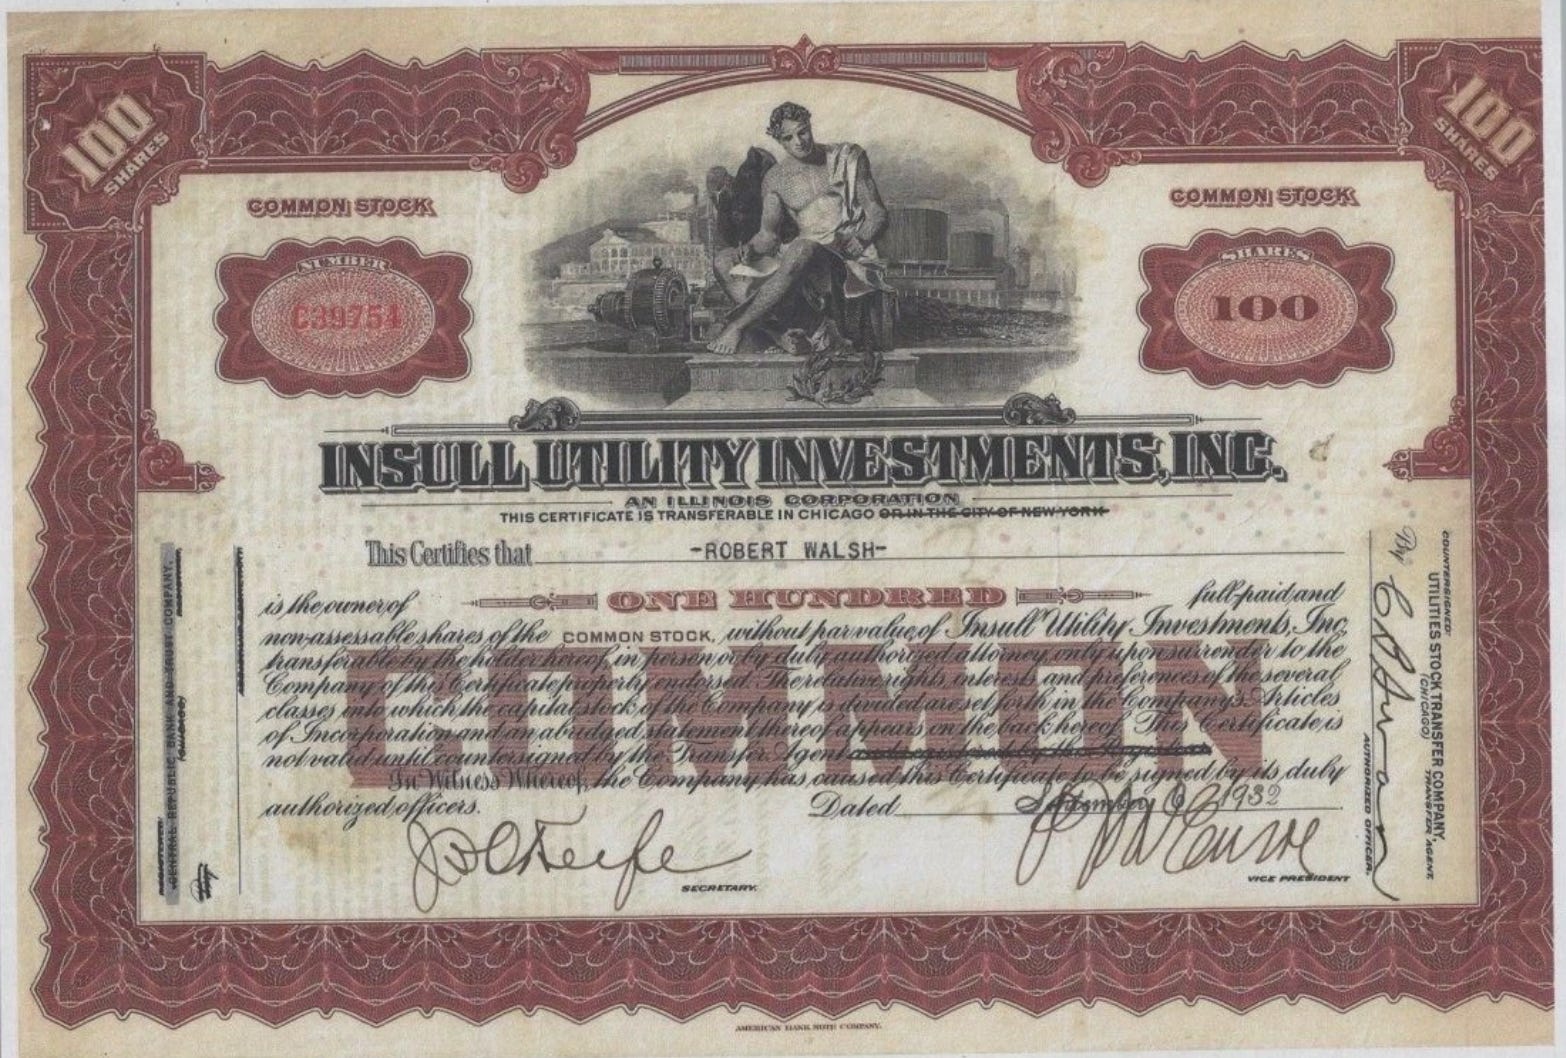 100 SHARES
100 SHARES
COMMON STOCK
COMMON STOCK
NUMBER
C39754
SHARES
100
INSULL UTILITY INVESTMENTS, INC.
AN ILLINOIS CORPORATION
THIS CERTIFICATE IS TRANSFERABLE IN CHICAGO OR IN THE CITY OF NEW YORK
This Certifies that -ROBERT WALSH-
is the owner of ONE HUNDRED full-paid and
non-assessable shares of the COMMON STOCK, without par value, of Insull Utility Investments, Inc.
transferable by the holder hereof in person or by duly authorized attorney only upon surrender to the
Company of this Certificate properly endorsed. The relative rights interests and preferences of the several
classes into which the capital stock of the Company is divided are set forth in the Company's Articles
of Incorporation and an abridged statement thereof appears on the back hereof. This Certificate is
not valid until countersigned by the Transfer Agent and registered by the Registrar.
In Witness Whereof, the Company has caused this Certificate to be signed by its duly
authorized officers. Dated September 1932
COMMON
SECRETARY.
VICE PRESIDENT
CENTRAL REPUBLIC BANK AND TRUST COMPANY,
COUNTERSIGNED:
UTILITIES STOCK TRANSFER COMPANY,
(CHICAGO) TRANSFER AGENT
By
AUTHORIZED OFFICER.
AMERICAN BANK NOTE COMPANY.